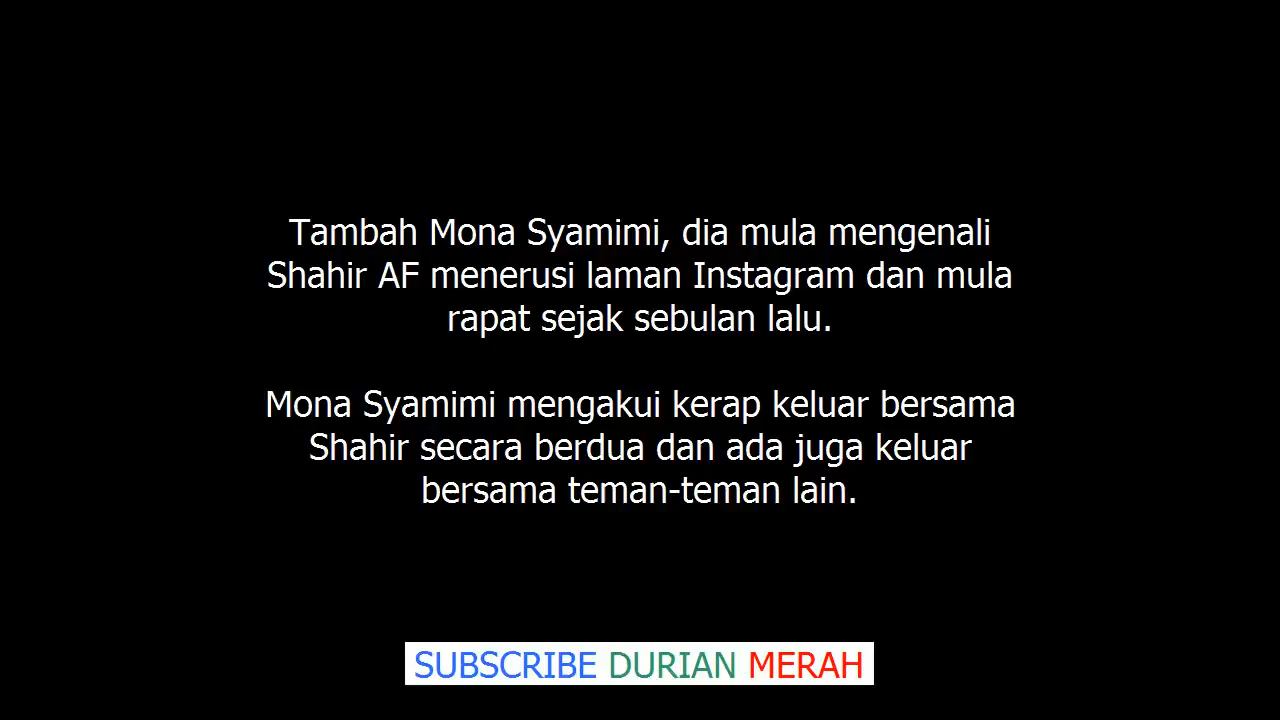 Tambah Mona Syamimi, dia mula mengenali
Shahir AF menerusi laman Instagram dan mula
rapat sejak sebulan lalu.
Mona Syamimi mengakui kerap keluar bersama
Shahir secara berdua dan ada juga keluar
bersama teman-teman lain.
SUBSCRIBE DURIAN MERAH